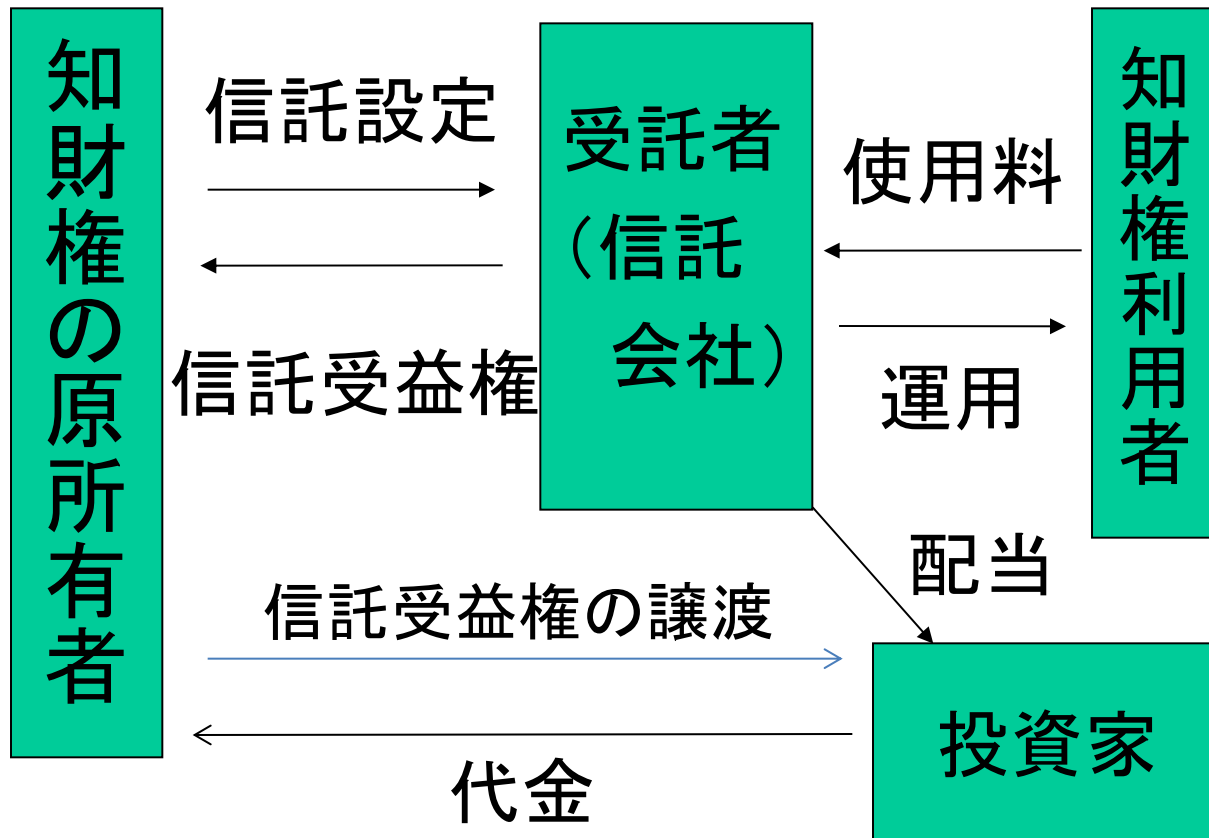 知財権の原所有者
信託設定
信託受益権
受託者
（信託
会社）
使用料
運用
知財権利用者
配当
信託受益権の譲渡
代金
投資家